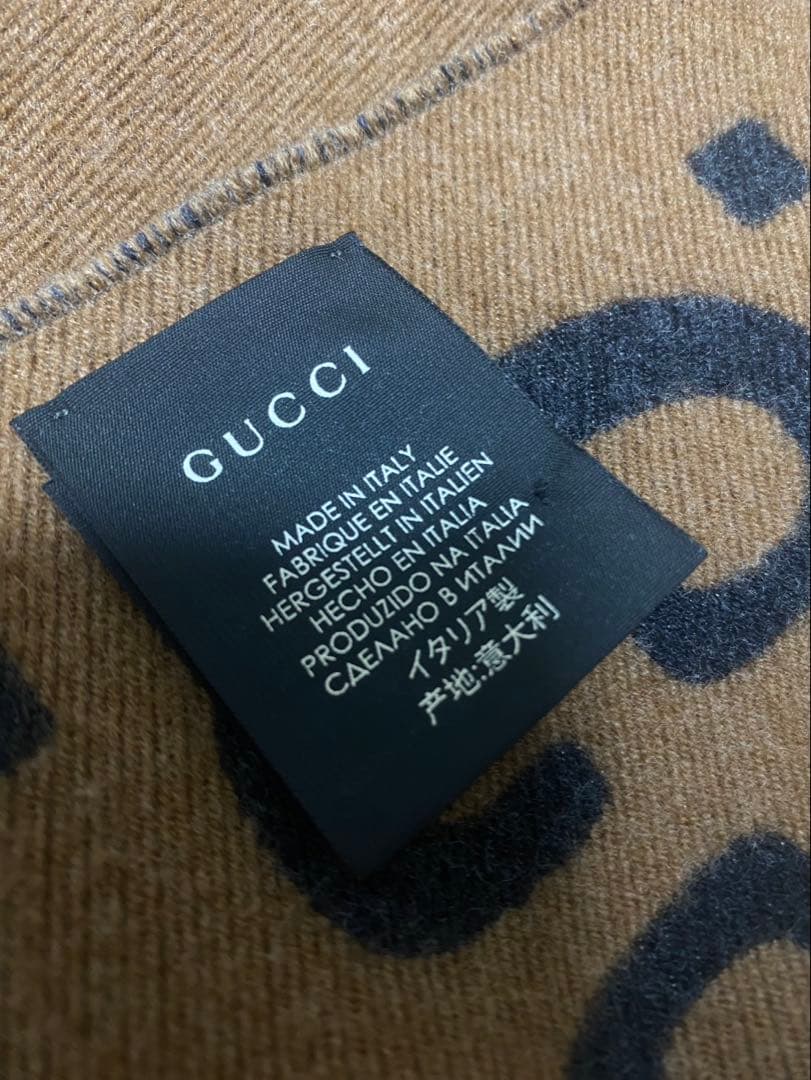 GUCCI
MADE IN ITALY
FABRIQUE EN ITALIE
HERGESTELLT IN ITALIEN
HECHO EN ITALIA
PRODUZIDO NA ITALIA
СДЕЛАНО В ИТАЛИИ
イタリア製
产地:意大利